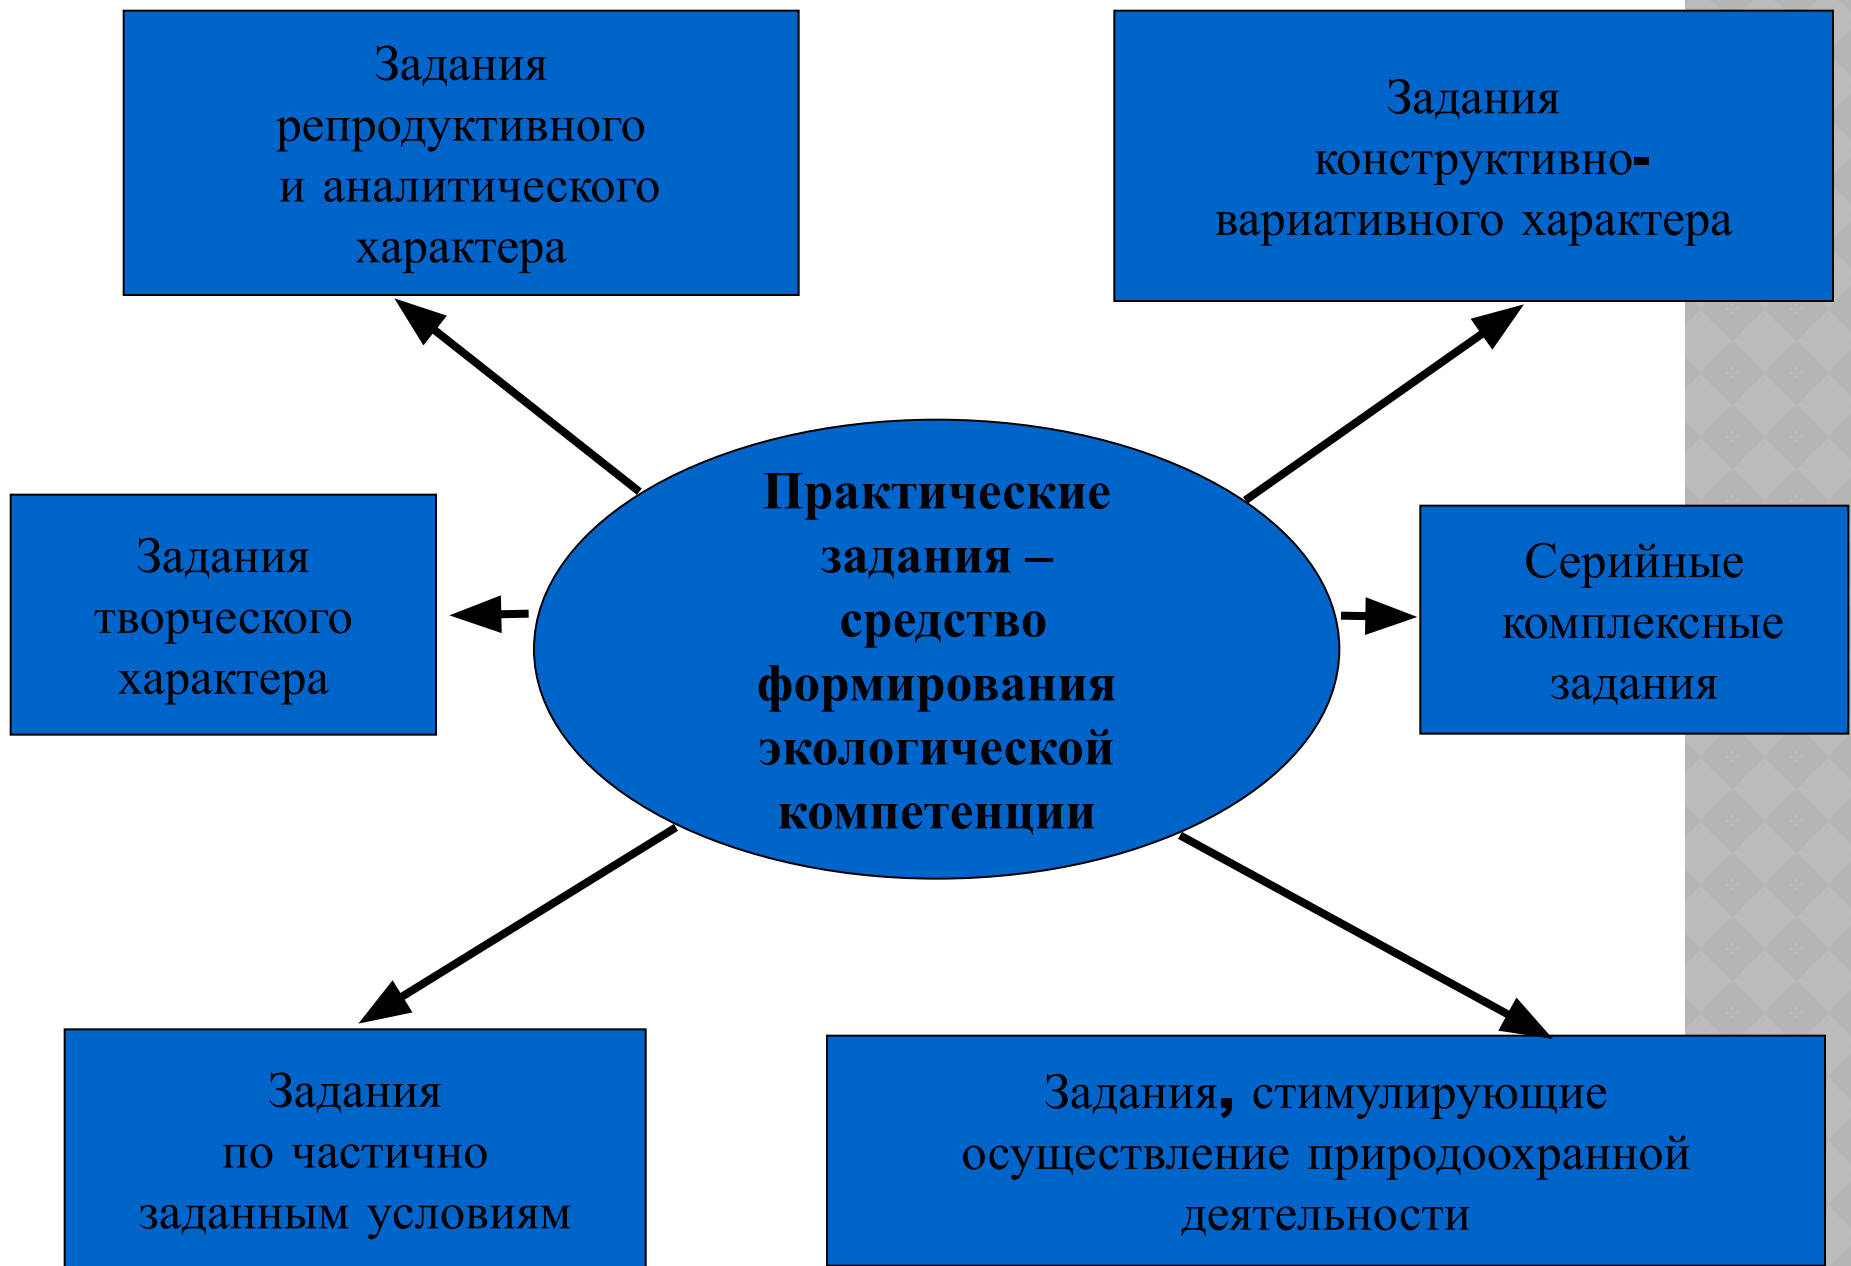 Задания
репродуктивного
и аналитического
характера
Задания
конструктивно-
вариативного характера
Практические
задания –
средство
формирования
экологической
компетенции
Задания
творческого
характера
Серийные
комплексные
задания
Задания
по частично
заданным условиям
Задания, стимулирующие
осуществление природоохранной
деятельности